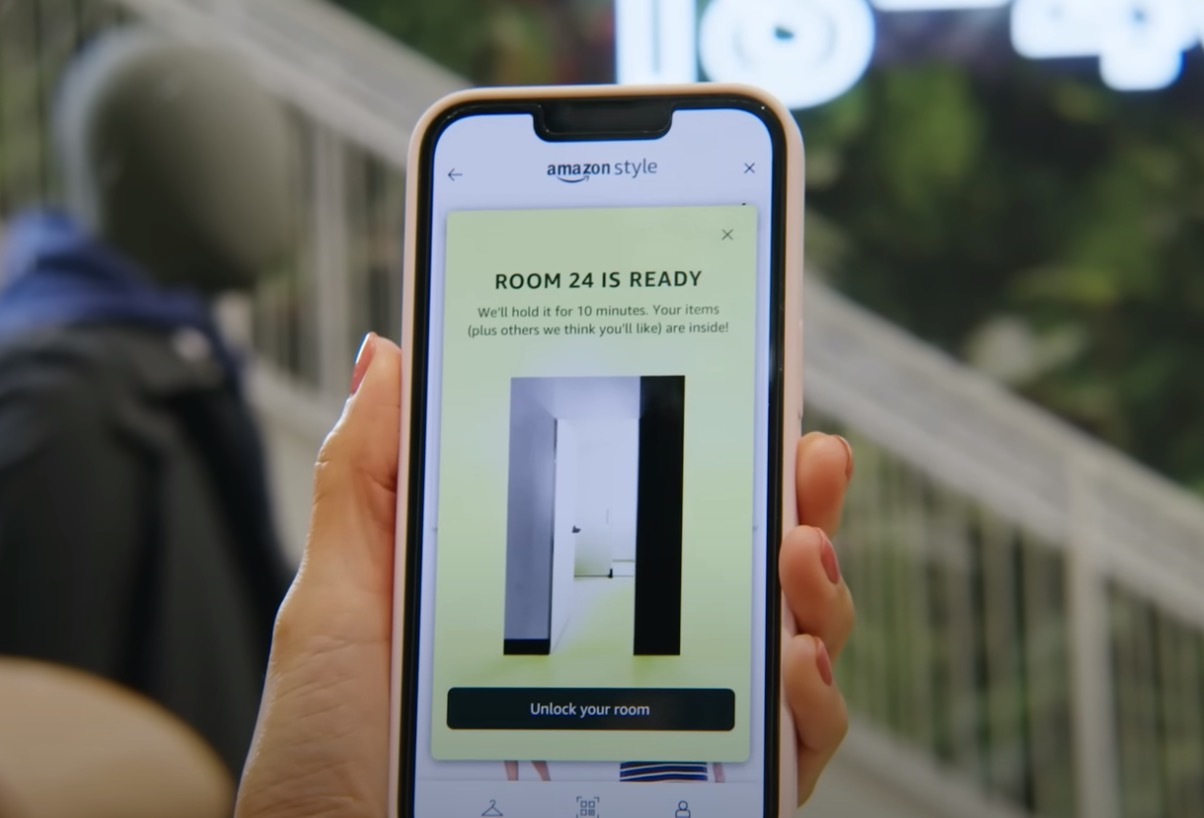 amazon style
ROOM 24 IS READY
We'll hold it for 10 minutes. Your items
(plus others we think you'll like) are inside!
Unlock your room